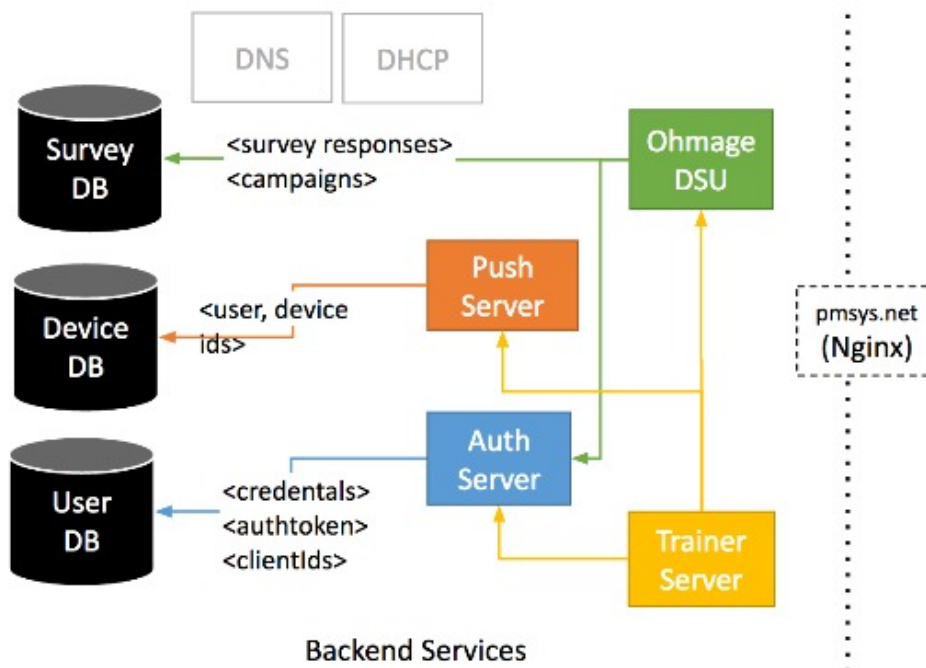 DNS
DHCP
Survey
DB
<survey responses>
<campaigns>
Ohmage
DSU
Push
Server
Device
DB
<user, device
ids>
pmsys.net
(Nginx)
Auth
Server
User
DB
<credentals>
<authtoken>
<clientIds>
Trainer
Server
Backend Services